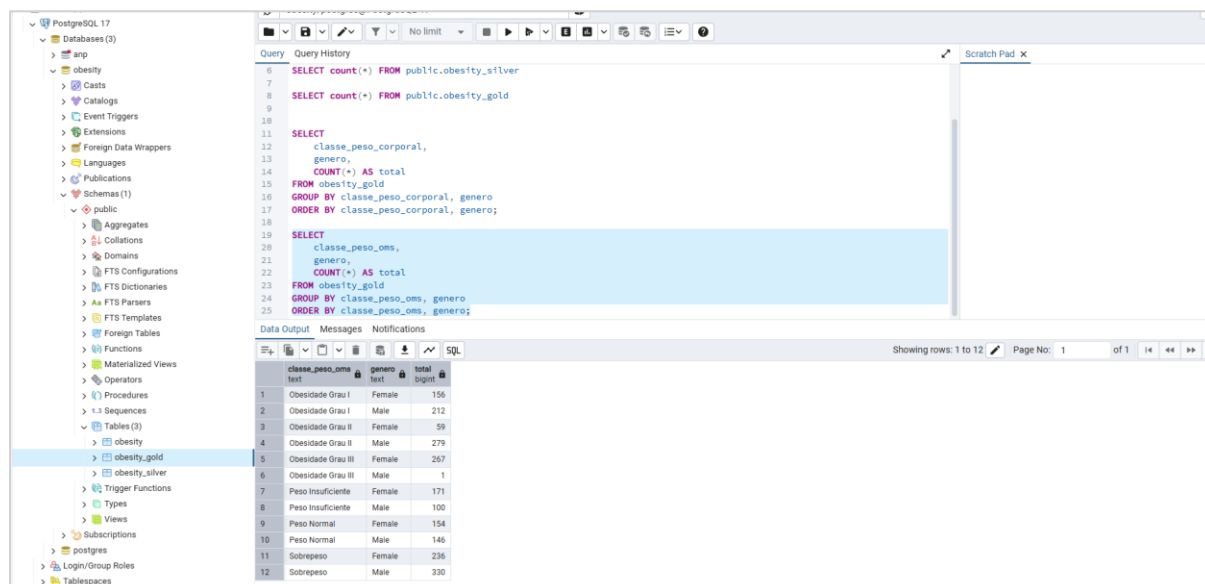 PostgreSQL 17
Databases (3)
anp
obesity
Casts
Catalogs
Event Triggers
Extensions
Foreign Data Wrappers
Languages
Publications
Schemas (1)
public
Aggregates
Collations
Domains
FTS Configurations
FTS Dictionaries
FTS Parsers
FTS Templates
Foreign Tables
Functions
Materialized Views
Operators
Procedures
1..3 Sequences
Tables (3)
obesity
obesity_gold
obesity_silver
Trigger Functions
Types
Views
Subscriptions
postgres
Login/Group Roles
Tablespaces
No limit
Query Query History
Scratch Pad
6 SELECT count(*) FROM public.obesity_silver
7
8 SELECT count(*) FROM public.obesity_gold
9
10
11 SELECT
12 classe_peso_corporal,
13 genero,
14 COUNT(*) AS total
15 FROM obesity_gold
16 GROUP BY classe_peso_corporal, genero
17 ORDER BY classe_peso_corporal, genero;
18
19 SELECT
20 classe_peso_oms,
21 genero,
22 COUNT(*) AS total
23 FROM obesity_gold
24 GROUP BY classe_peso_oms, genero
25 ORDER BY classe_peso_oms, genero;
Data Output Messages Notifications
SQL Showing rows: 1 to 12 Page No: 1 of 1
classe_peso_oms text genero text total bigint
1 Obesidade Grau I Female 156
2 Obesidade Grau I Male 212
3 Obesidade Grau II Female 59
4 Obesidade Grau II Male 279
5 Obesidade Grau III Female 267
6 Obesidade Grau III Male 1
7 Peso Insuficiente Female 171
8 Peso Insuficiente Male 100
9 Peso Normal Female 154
10 Peso Normal Male 146
11 Sobrepeso Female 236
12 Sobrepeso Male 330